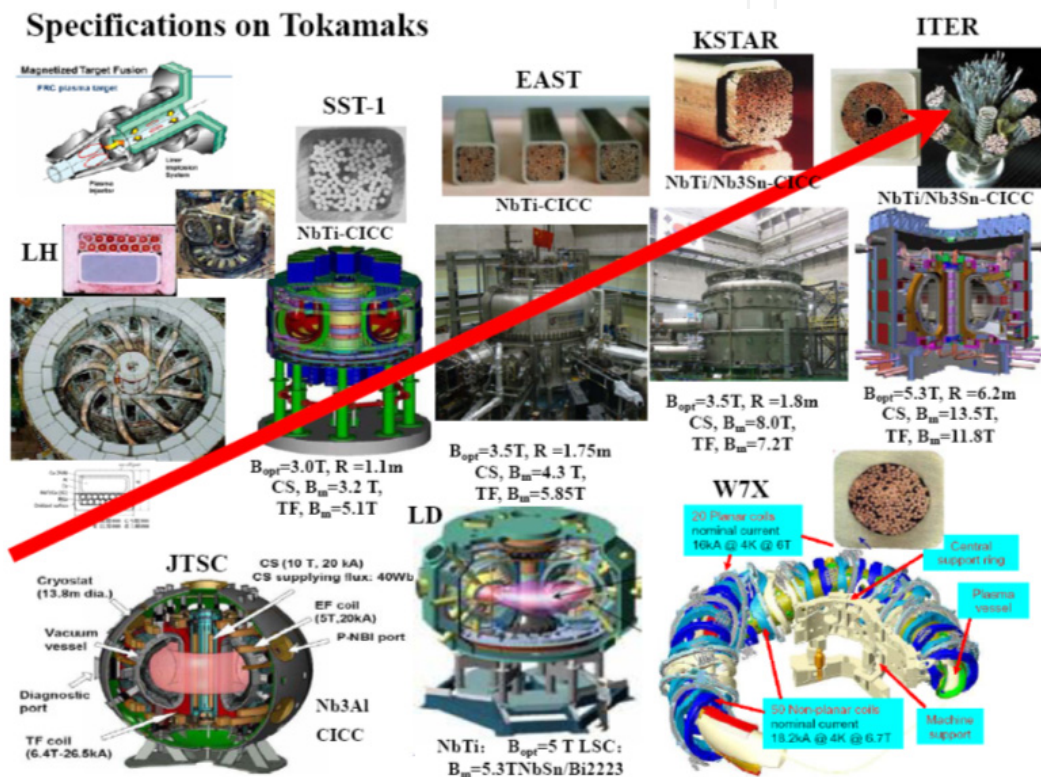 Specifications on Tokamaks
Magnetized Target Fusion
FRC plasma target
Plasma
Injector
Liner
Implosion
System
SST-1
NbTi-CICC
EAST
NbTi-CICC
KSTAR
NbTi/Nb3Sn-CICC
ITER
NbTi/Nb3Sn-CICC
LH
Bopt=3.0T, R =1.1m
CS, Bm=3.2 T,
TF, Bm=5.1T
Bopt=3.5T, R =1.75m
CS, Bm=4.3 T,
TF, Bm=5.85T
Bopt=3.5T, R =1.8m
CS, Bm=8.0T,
TF, Bm=7.2T
Bopt=5.3T, R =6.2m
CS, Bm=13.5T,
TF, Bm=11.8T
JTSC
CS (10 T, 20 kA)
CS supplying flux: 40Wb
Cryostat
(13.8m dia.)
EF coil
(5T,20kA)
Vacuum
vessel
P-NBI port
Diagnostic
port
TF coil
(6.4T-26.5kA)
Nb3Al
CICC
LD
NbTi: Bopt=5 T LSC:
Bm=5.3TNbSn/Bi2223
W7X
20 Planar coils
nominal current
16kA @ 4K @ 6T
Central
support ring
Plasma
vessel
50 Non-planar coils
nominal current
18.2kA @ 4K @ 6.7T
Machine
support